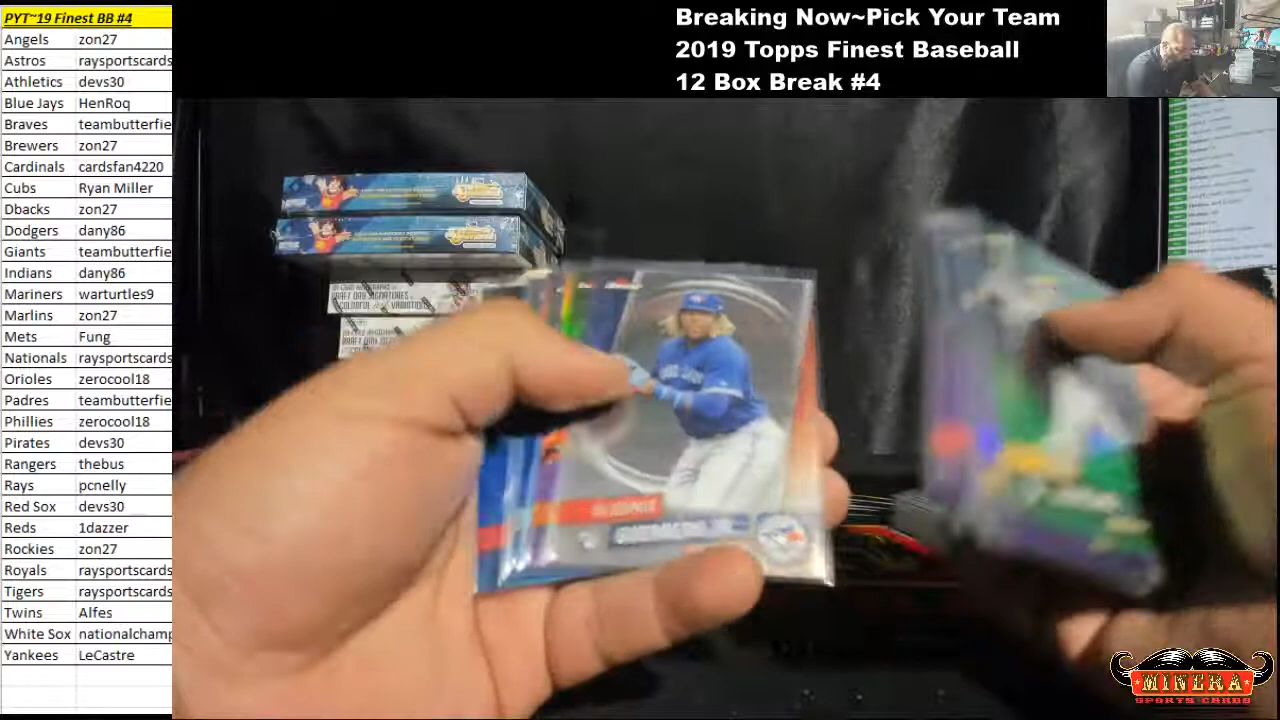 PYT~19 Finest BB #4
Angels zon27
Astros raysportscards
Athletics devs30
Blue Jays HenRoq
Braves teambutterfie
Brewers zon27
Cardinals cardsfan4220
Cubs Ryan Miller
Dbacks zon27
Dodgers dany86
Giants teambutterfie
Indians dany86
Mariners warturtles9
Marlins zon27
Mets Fung
Nationals raysportscards
Orioles zerocool18
Padres teambutterfie
Phillies zerocool18
Pirates devs30
Rangers thebus
Rays pcnelly
Red Sox devs30
Reds 1dazzer
Rockies zon27
Royals raysportscards
Tigers raysportscards
Twins Alfes
White Sox nationalchamp
Yankees LeCastre
Breaking Now~Pick Your Team
2019 Topps Finest Baseball
12 Box Break #4
MINERA
SPORTS CARDS